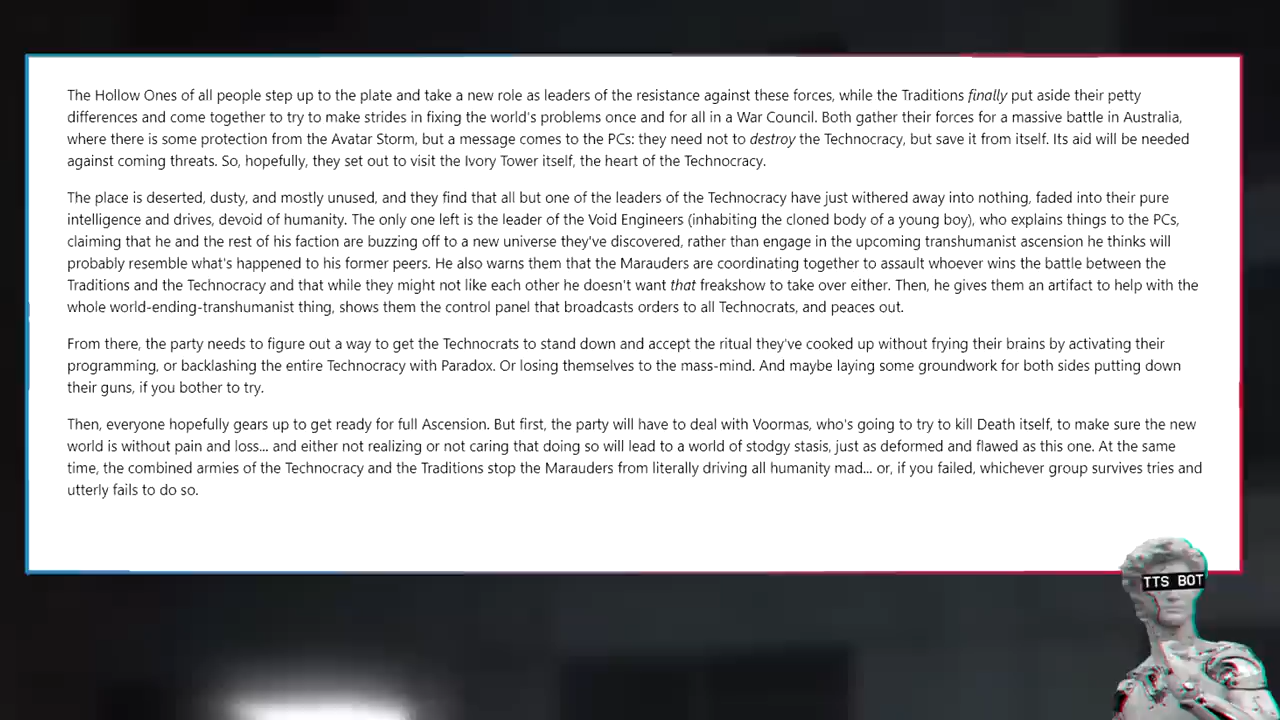 The Hollow Ones of all people step up to the plate and take a new role as leaders of the resistance against these forces, while the Traditions finally put aside their petty
differences and come together to try to make strides in fixing the world's problems once and for all in a War Council. Both gather their forces for a massive battle in Australia,
where there is some protection from the Avatar Storm, but a message comes to the PCs: they need not to destroy the Technocracy, but save it from itself. Its aid will be needed
against coming threats. So, hopefully, they set out to visit the Ivory Tower itself, the heart of the Technocracy.
The place is deserted, dusty, and mostly unused, and they find that all but one of the leaders of the Technocracy have just withered away into nothing, faded into their pure
intelligence and drives, devoid of humanity. The only one left is the leader of the Void Engineers (inhabiting the cloned body of a young boy), who explains things to the PCs,
claiming that he and the rest of his faction are buzzing off to a new universe they've discovered, rather than engage in the upcoming transhumanist ascension he thinks will
probably resemble what's happened to his former peers. He also warns them that the Marauders are coordinating together to assault whoever wins the battle between the
Traditions and the Technocracy and that while they might not like each other he doesn't want that freakshow to take over either. Then, he gives them an artifact to help with the
whole world-ending-transhumanist thing, shows them the control panel that broadcasts orders to all Technocrats, and peaces out.
From there, the party needs to figure out a way to get the Technocrats to stand down and accept the ritual they've cooked up without frying their brains by activating their
programming, or backlashing the entire Technocracy with Paradox. Or losing themselves to the mass-mind. And maybe laying some groundwork for both sides putting down
their guns, if you bother to try.
Then, everyone hopefully gears up to get ready for full Ascension. But first, the party will have to deal with Voormas, who's going to try to kill Death itself, to make sure the new
world is without pain and loss... and either not realizing or not caring that doing so will lead to a world of stodgy stasis, just as deformed and flawed as this one. At the same
time, the combined armies of the Technocracy and the Traditions stop the Marauders from literally driving all humanity mad... or, if you failed, whichever group survives tries and
utterly fails to do so.
TTS BOT